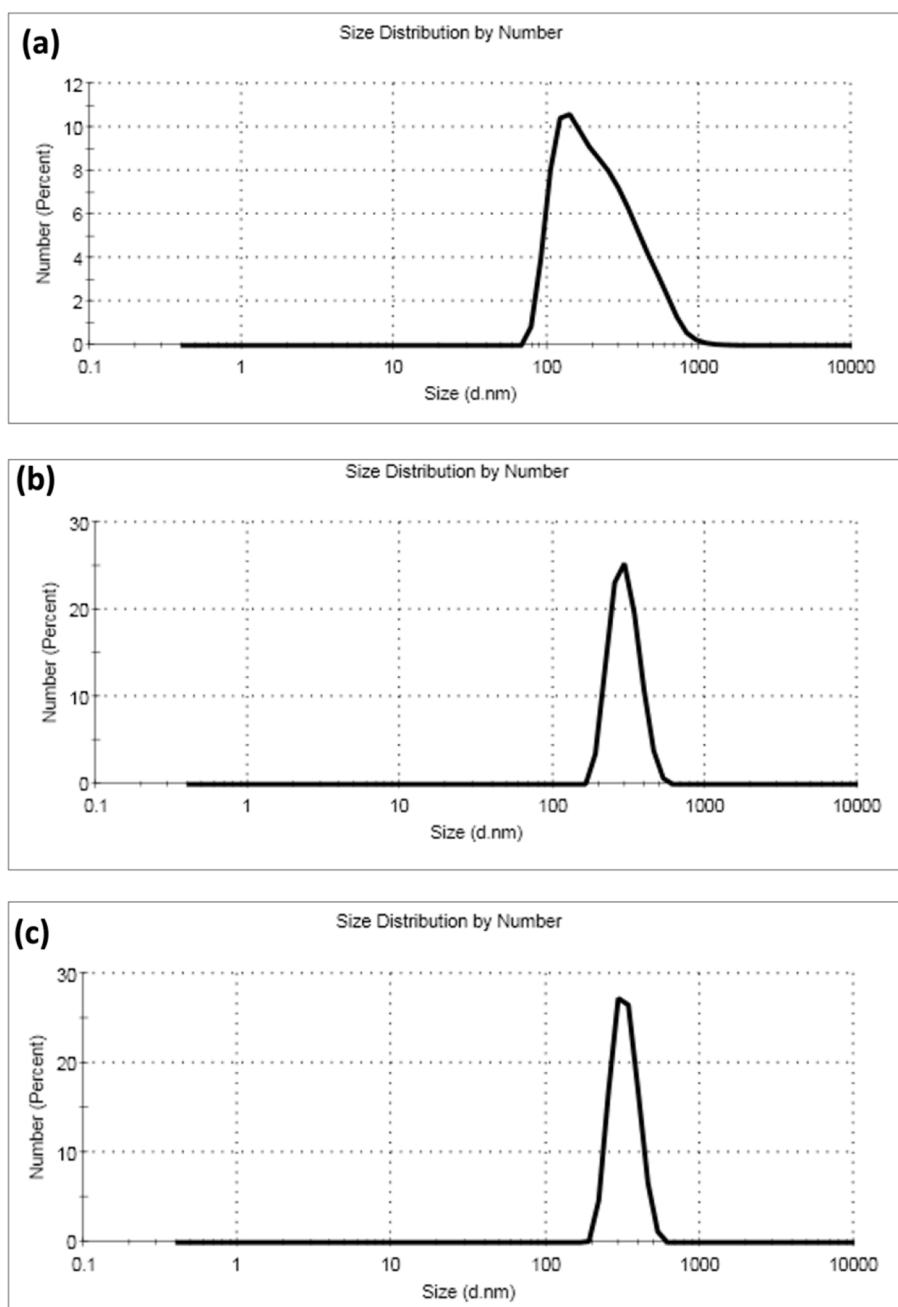 (a)
Size Distribution by Number
Number (Percent)
12
10
8
6
4
2
0
0.1 1 10 100 1000 10000
Size (d.nm)
(b)
Size Distribution by Number
Number (Percent)
30
20
10
0
0.1 1 10 100 1000 10000
Size (d.nm)
(c)
Size Distribution by Number
Number (Percent)
30
20
10
0
0.1 1 10 100 1000 10000
Size (d.nm)